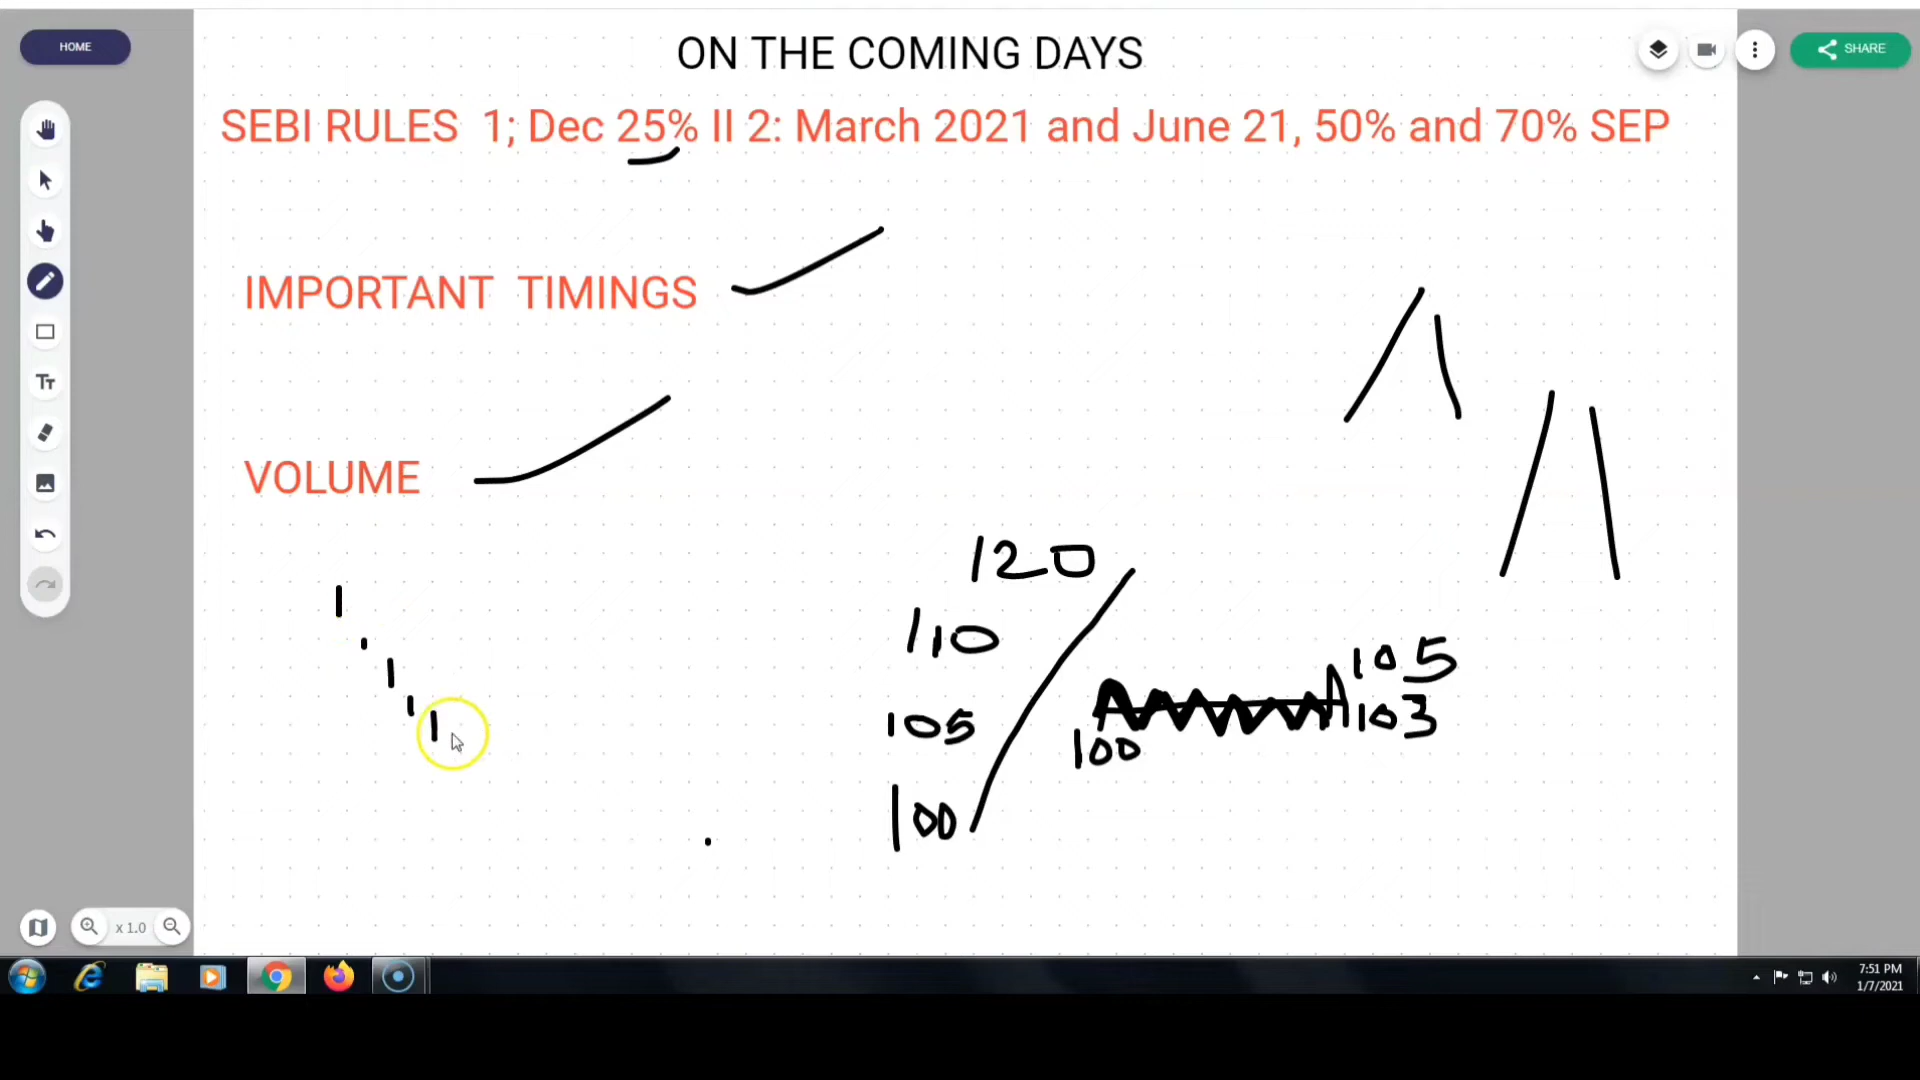 HOME
ON THE COMING DAYS
SHARE
SEBI RULES 1; Dec 25% II 2: March 2021 and June 21, 50% and 70% SEP
IMPORTANT TIMINGS
Tт
VOLUME
120
110
105
105
103
100
100
x 1.0
7:51 PM
1/7/2021